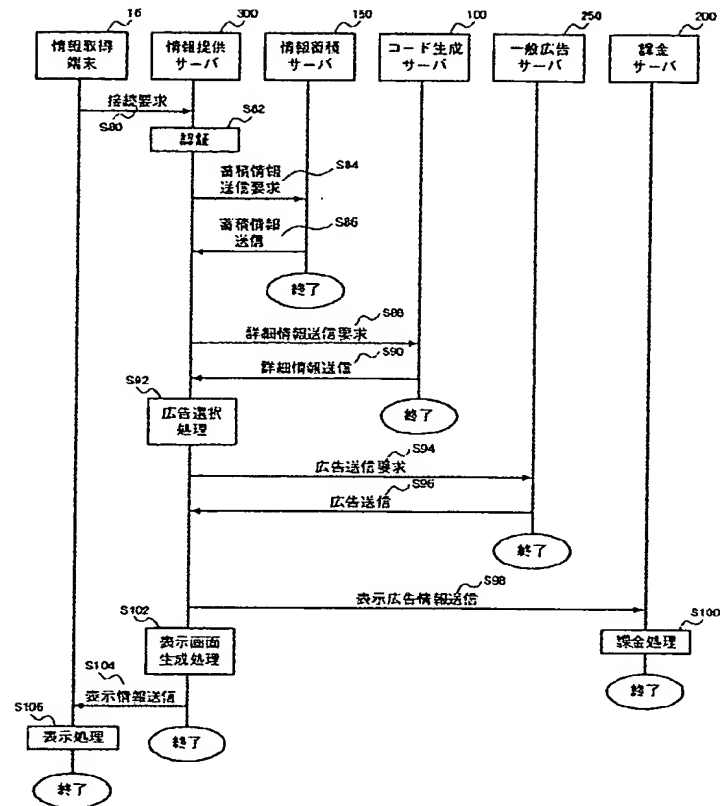 16
300
150
100
250
200
情報取得
端末
情報提供
サーバ
情報蓄積
サーバ
コード生成
サーバ
一般広告
サーバ
課金
サーバ
接続要求
S80
S82
認証
蓄積情報
送信要求
S84
蓄積情報
送信
S86
終了
S88
詳細情報送信要求
S90
詳細情報送信
S92
広告選択
処理
終了
S94
広告送信要求
S96
広告送信
終了
S98
表示広告情報送信
S102
表示画面
生成処理
S100
課金処理
S104
表示情報送信
終了
S106
表示処理
終了
終了